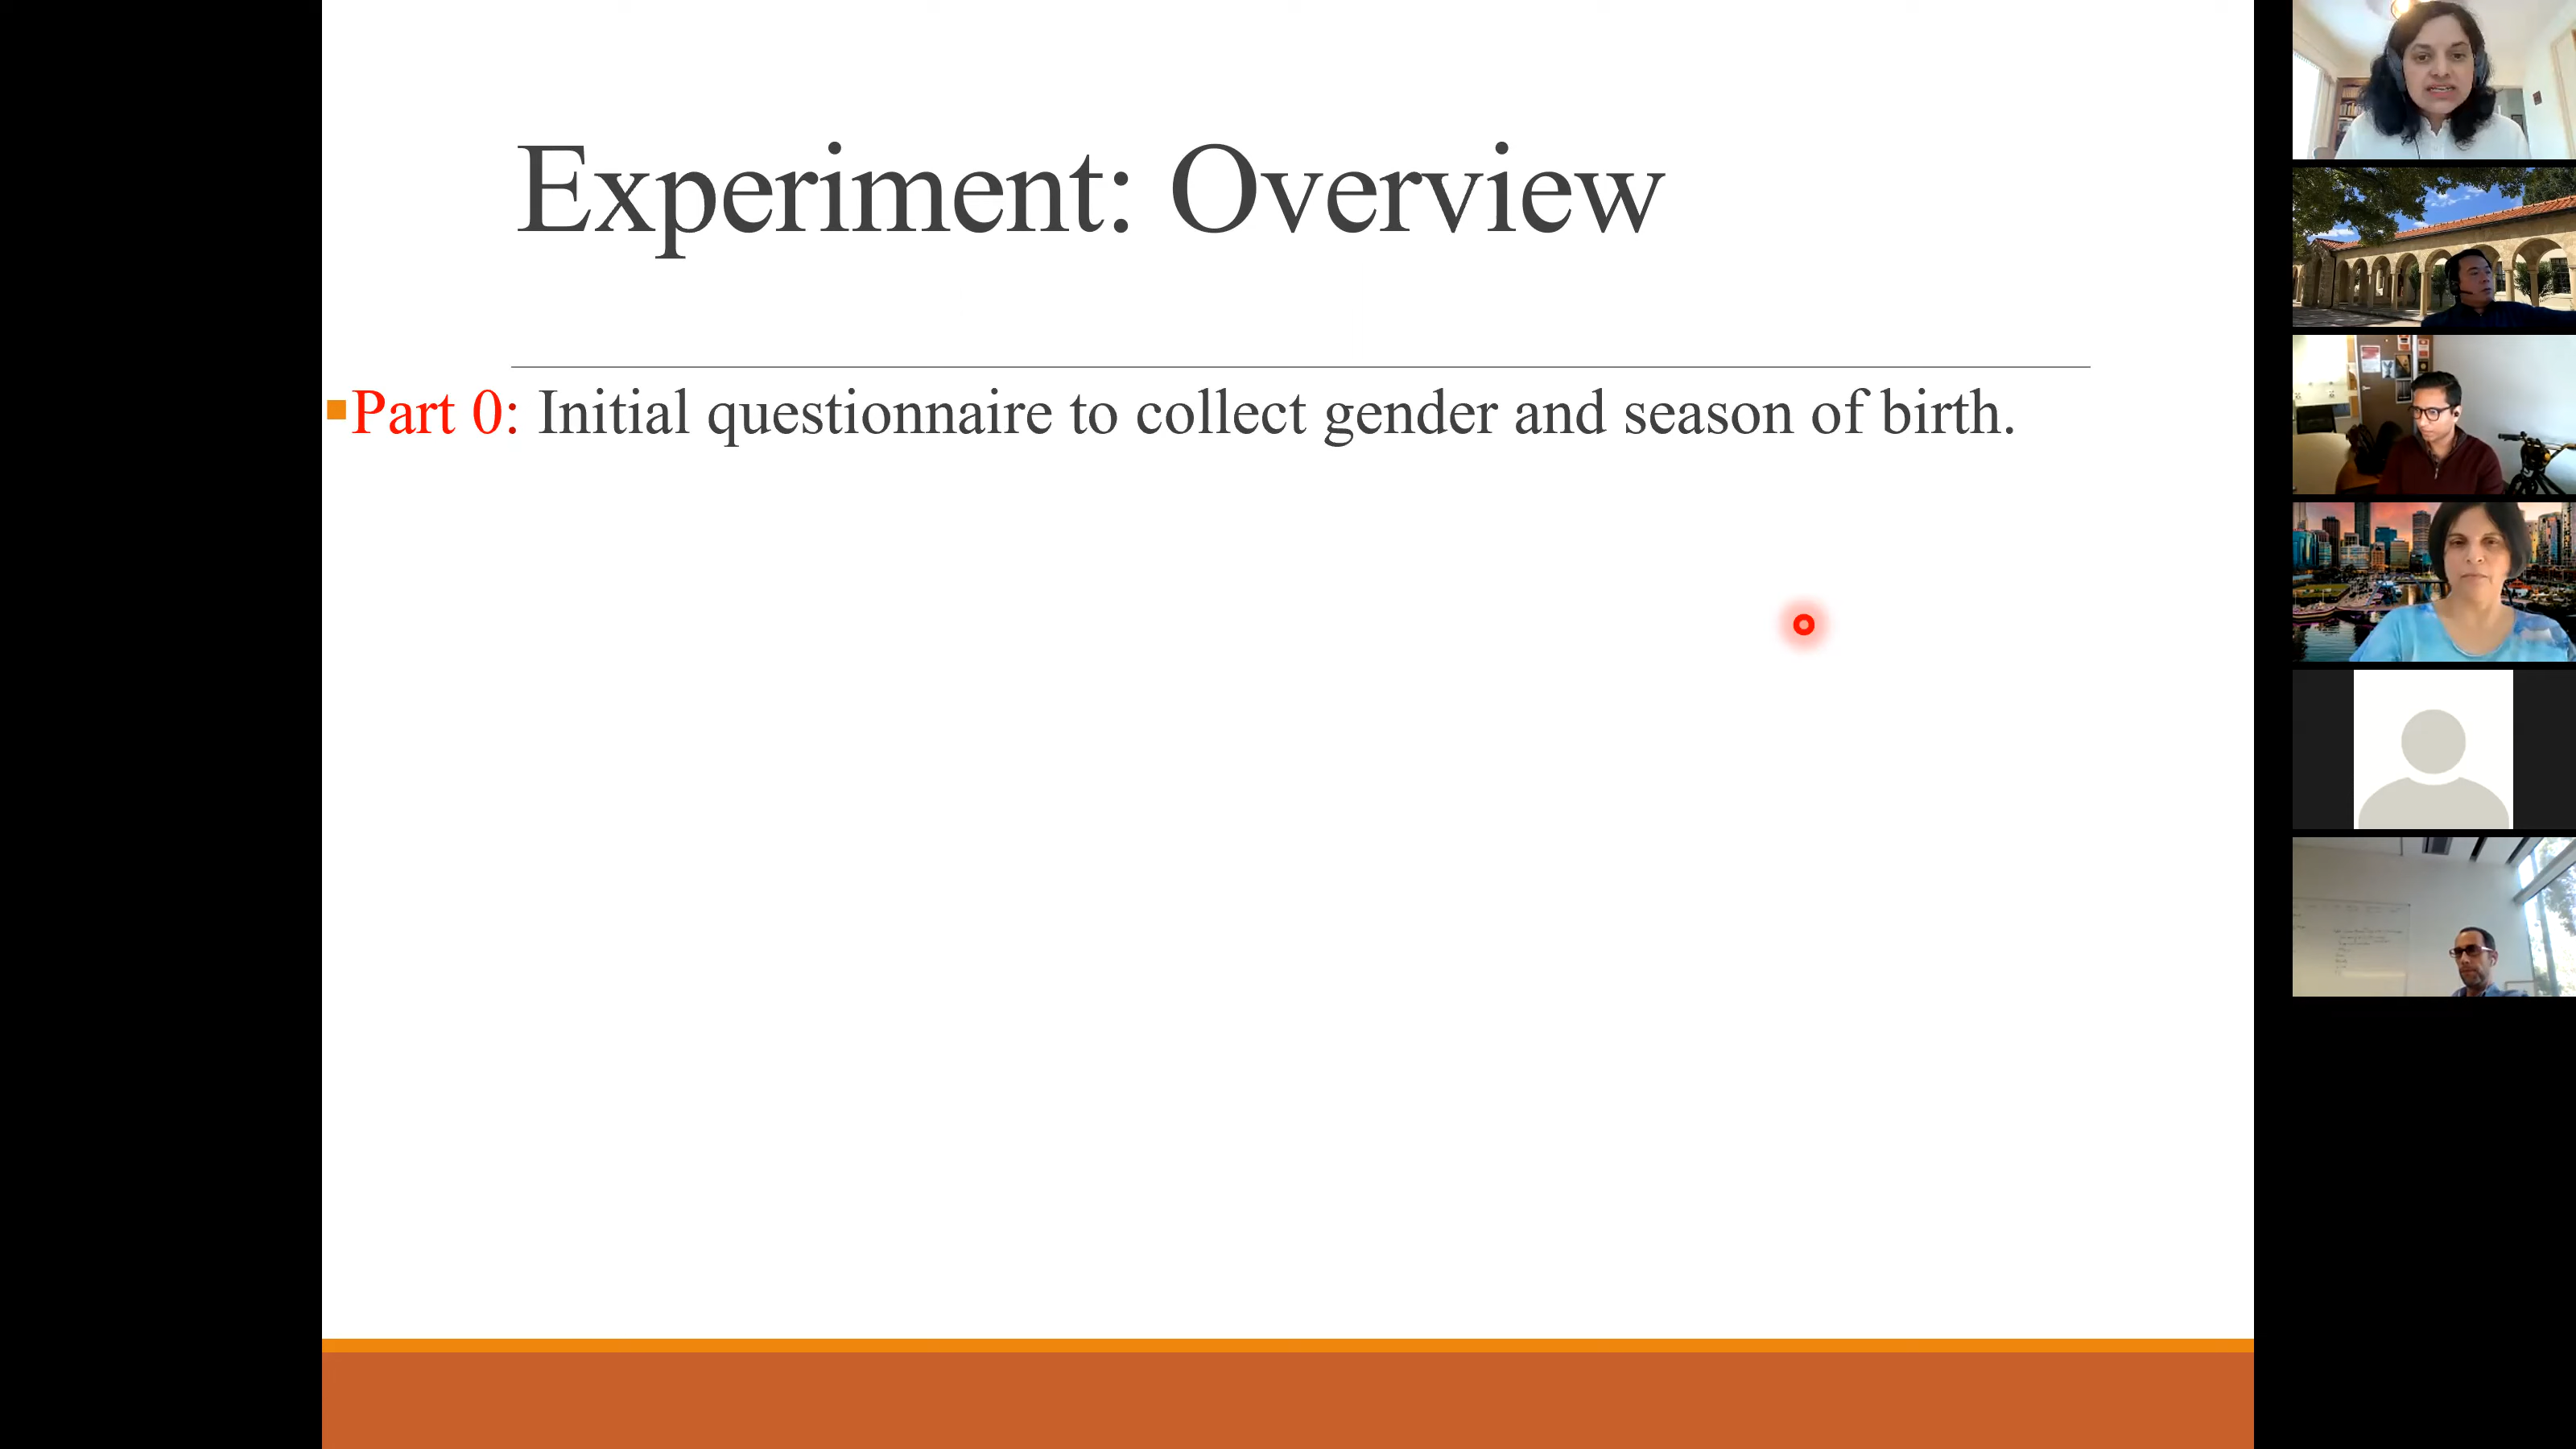 Experiment: Overview
Part 0: Initial questionnaire to collect gender and season of birth.